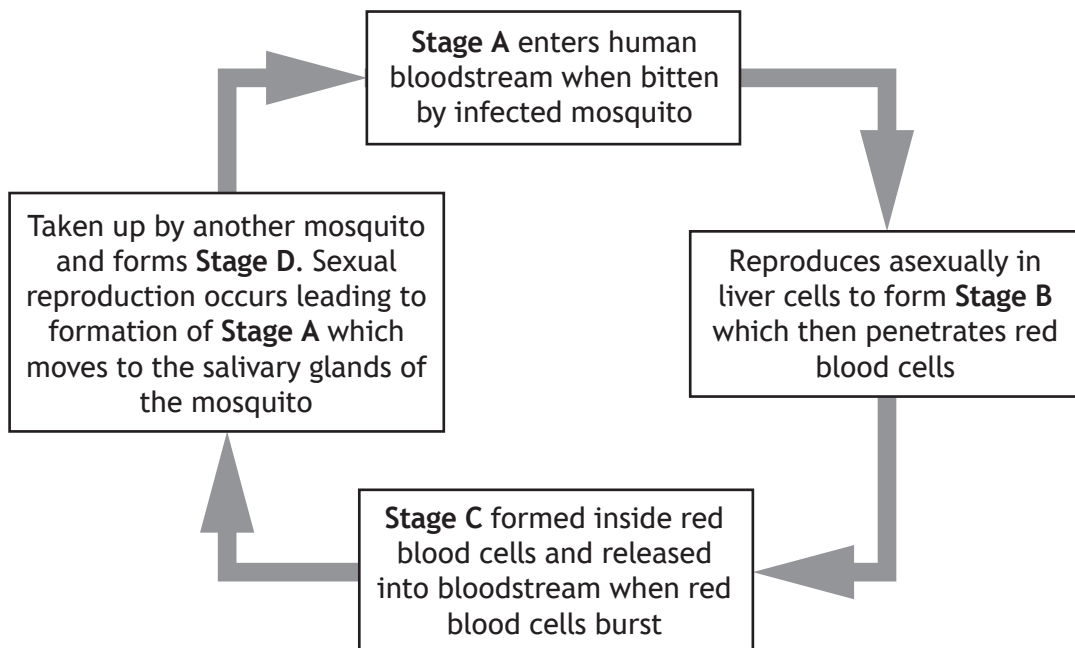 Stage A enters human
bloodstream when bitten
by infected mosquito
Reproduces asexually in
liver cells to form Stage B
which then penetrates red
blood cells
Stage C formed inside red
blood cells and released
into bloodstream when red
blood cells burst
Taken up by another mosquito
and forms Stage D. Sexual
reproduction occurs leading to
formation of Stage A which
moves to the salivary glands of
the mosquito